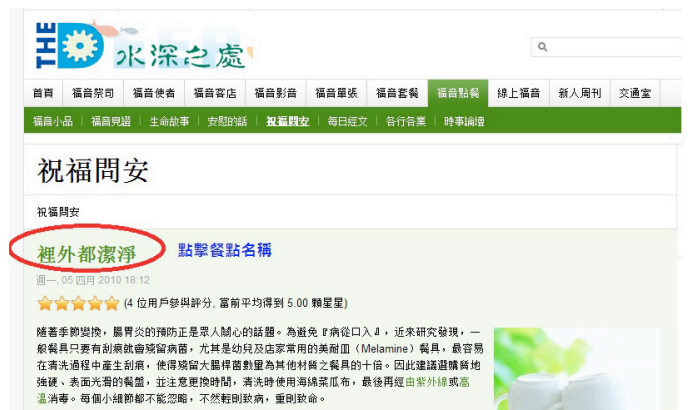 THE D
水深之處
首頁 福音祭司 福音使者 福音客店 福音影音 福音單張 福音套餐 福音點餐 線上福音 新人周刊 交通室
福音小品 福音見證 生命故事 安慰的話 祝福問安 每日經文 各行各業 時事論壇
祝福問安
祝福問安
裡外都潔淨 點擊餐點名稱
週一, 05 四月 2010 18:12
(4 位用戶參與評分, 當前平均得到 5.00 顆星星)
隨著季節變換，腸胃炎的預防正是眾人關心的話題。為避免『病從口入』，近來研究發現，一
般餐具只要有刮痕就會殘留病菌，尤其是幼兒及店家常用的美耐皿（Melamine）餐具，最容易
在清洗過程中產生刮痕，使得殘留大腸桿菌數量為其他材質之餐具的十倍。因此建議選購質地
強硬、表面光滑的餐盤，並注意更換時間，清洗時使用海綿菜瓜布，最後再經由紫外線或高
溫消毒。每個小細節都不能忽略，不然輕則致病，重則致命。